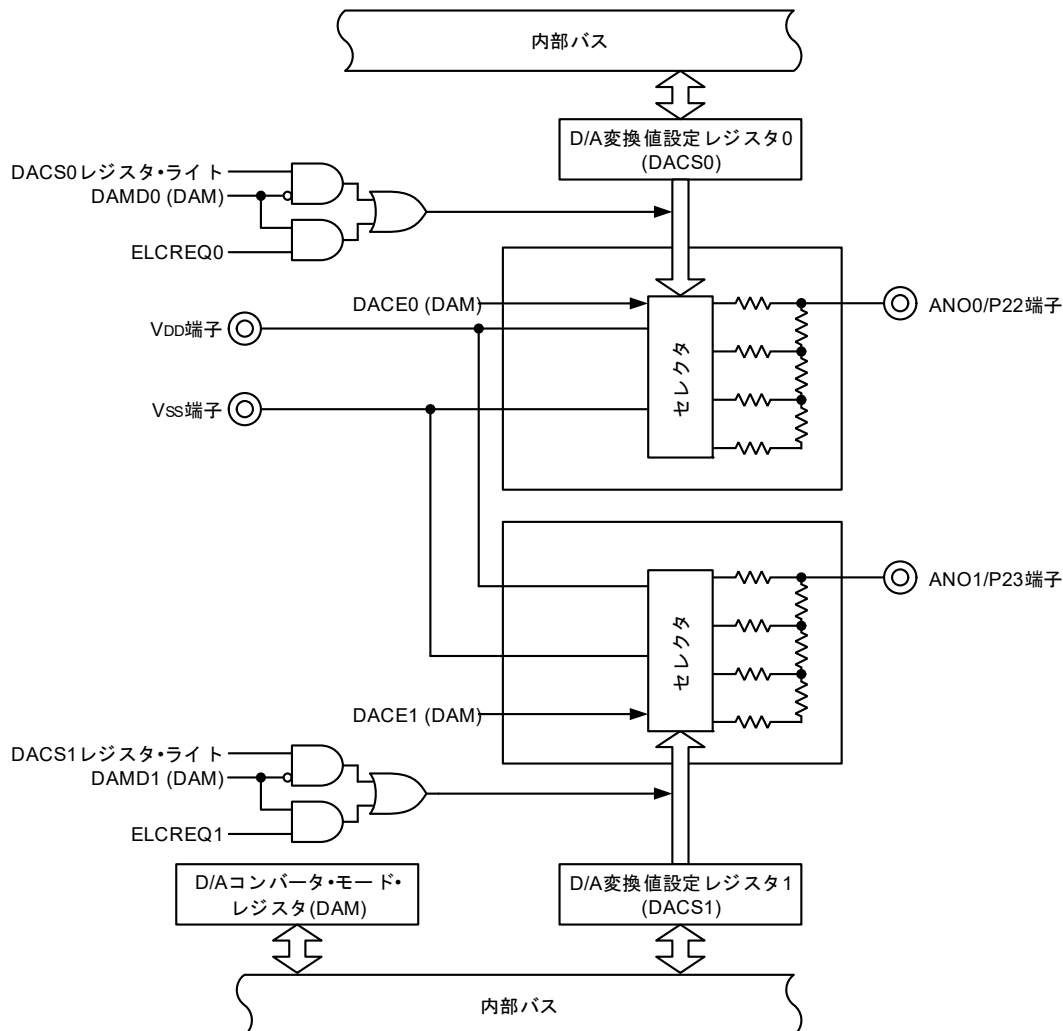 内部バス
D/A変換値設定レジスタ0
(DACS0)
DACS0レジスタ・ライト
DAMD0 (DAM)
ELCREQ0
DACE0 (DAM)
ANO0/P22端子
VDD端子
セレクタ
VSS端子
ANO1/P23端子
セレクタ
DACE1 (DAM)
DACS1レジスタ・ライト
DAMD1 (DAM)
ELCREQ1
D/Aコンバータ・モード・
レジスタ(DAM)
D/A変換値設定レジスタ1
(DACS1)
内部バス